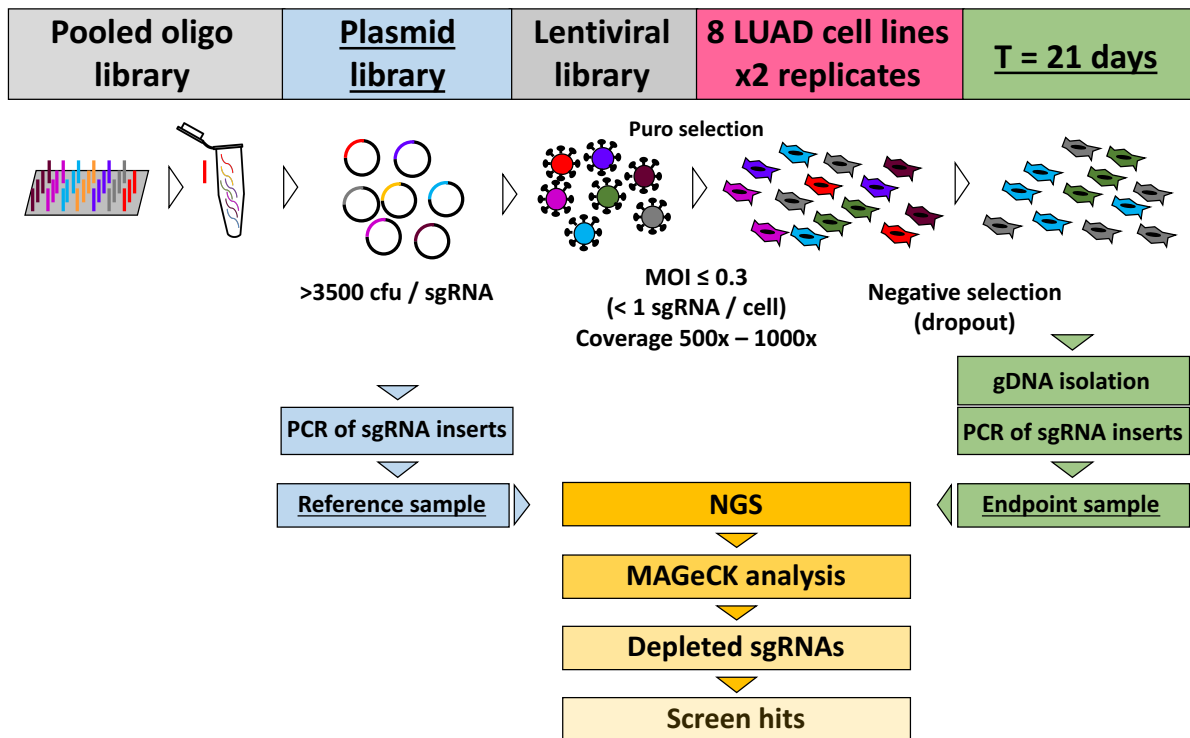 Pooled oligo
library
Plasmid
library
Lentiviral
library
8 LUAD cell lines
x2 replicates
T = 21 days
Puro selection
>3500 cfu / sgRNA
MOI ≤ 0.3
(< 1 sgRNA / cell)
Coverage 500x – 1000x
Negative selection
(dropout)
gDNA isolation
PCR of sgRNA inserts
PCR of sgRNA inserts
Reference sample
NGS
Endpoint sample
MAGeCK analysis
Depleted sgRNAs
Screen hits